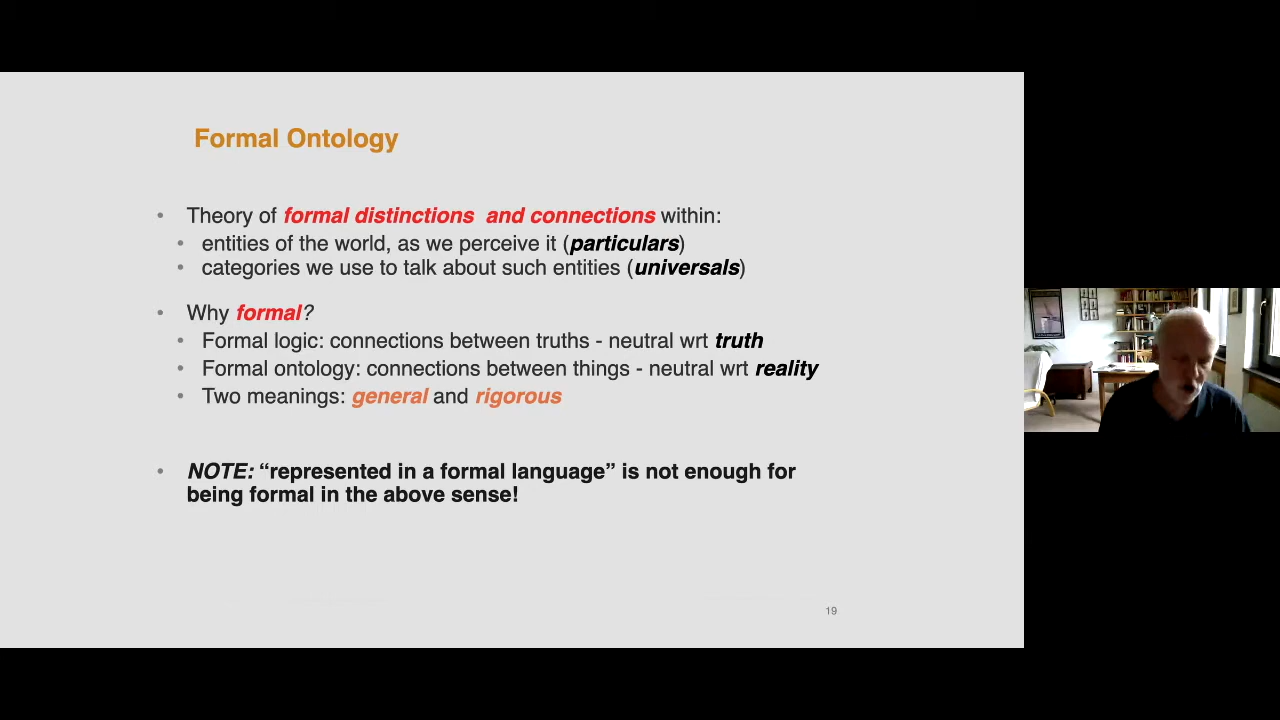 Formal Ontology
• Theory of formal distinctions and connections within:
• entities of the world, as we perceive it (particulars)
• categories we use to talk about such entities (universals)
• Why formal?
• Formal logic: connections between truths - neutral wrt truth
• Formal ontology: connections between things - neutral wrt reality
• Two meanings: general and rigorous
• NOTE: “represented in a formal language” is not enough for
being formal in the above sense!
19